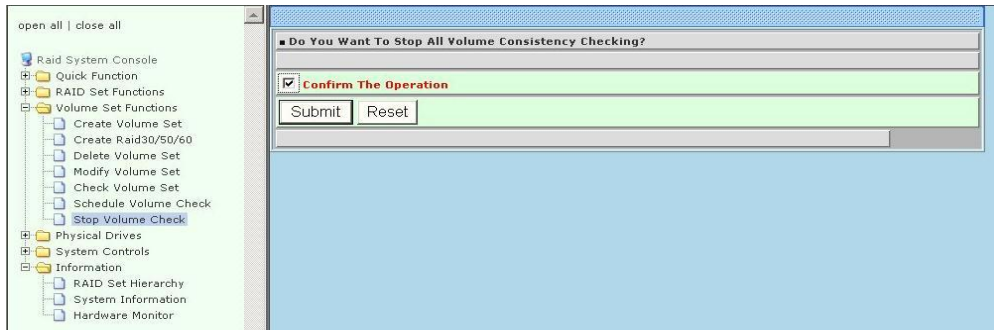 open all | close all
Raid System Console
Quick Function
RAID Set Functions
Volume Set Functions
Create Volume Set
Create Raid30/50/60
Delete Volume Set
Modify Volume Set
Check Volume Set
Schedule Volume Check
Stop Volume Check
Physical Drives
System Controls
Information
RAID Set Hierarchy
System Information
Hardware Monitor
Do You Want To Stop All Volume Consistency Checking?
Confirm The Operation
Submit Reset